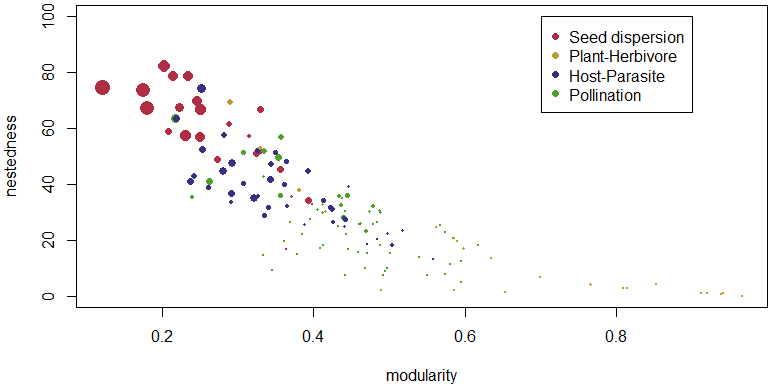 100
80
60
40
20
0
nestedness
Seed dispersion
Plant-Herbivore
Host-Parasite
Pollination
0.2 0.4 0.6 0.8
modularity